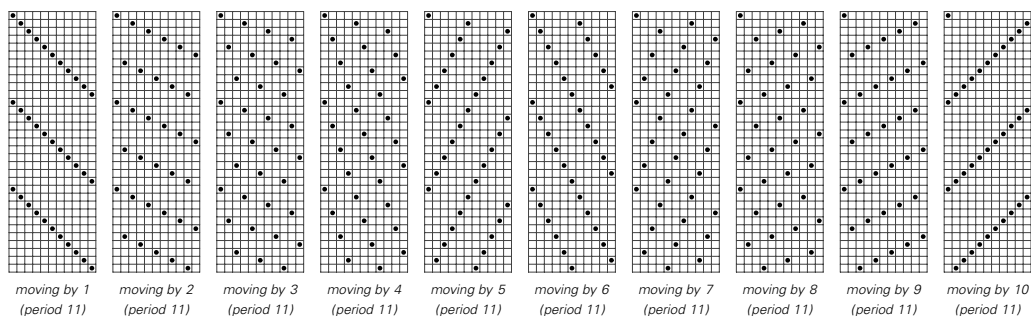 moving by 1 moving by 2 moving by 3 moving by 4 moving by 5 moving by 6 moving by 7 moving by 8 moving by 9 moving by 10
(period 11) (period 11) (period 11) (period 11) (period 11) (period 11) (period 11) (period 11) (period 11) (period 11)